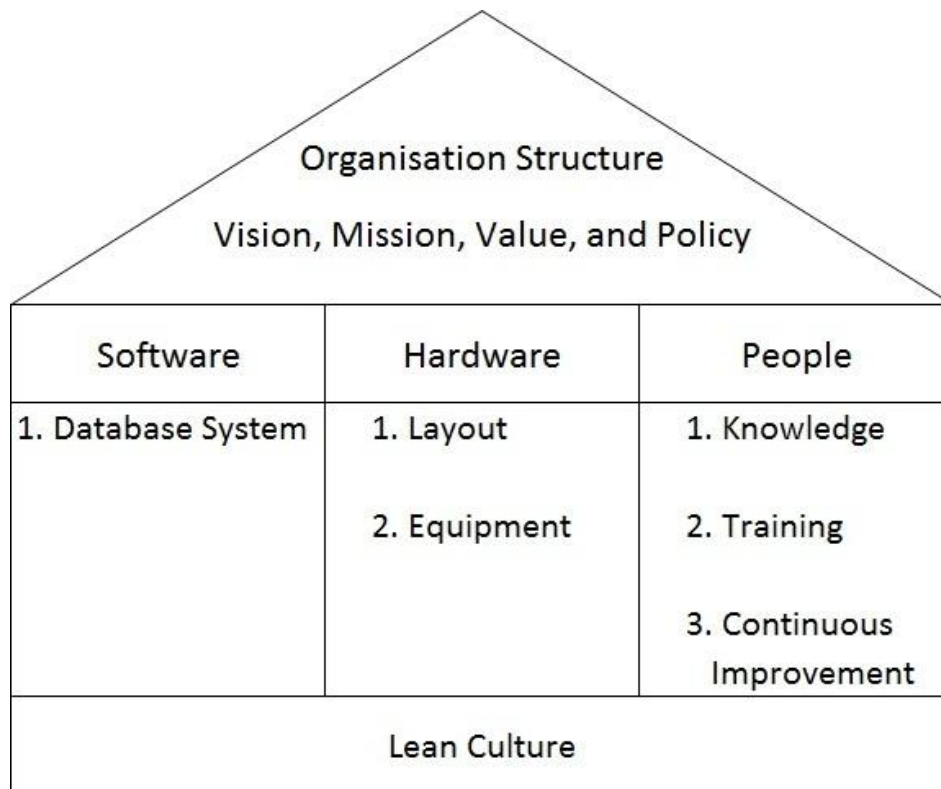 Organisation Structure
Vision, Mission, Value, and Policy
Software
Hardware
People
1. Database System
1. Layout
2. Equipment
1. Knowledge
2. Training
3. Continuous
Improvement
Lean Culture